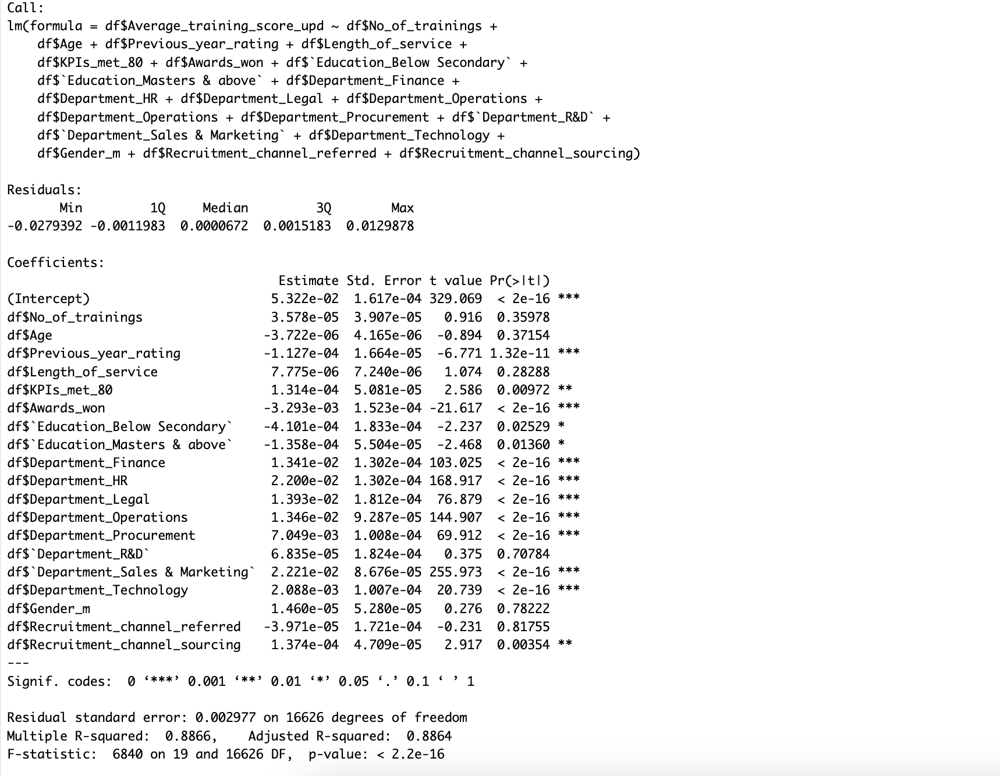 Call:
lm(formula = df$Average_training_score_upd ~ df$No_of_trainings +
    df$Age + df$Previous_year_rating + df$Length_of_service +
    df$KPIs_met_80 + df$Awards_won + df$`Education_Below Secondary` +
    df$`Education_Masters & above` + df$Department_Finance +
    df$Department_HR + df$Department_Legal + df$Department_Operations +
    df$Department_Operations + df$Department_Procurement + df$`Department_R&D` +
    df$`Department_Sales & Marketing` + df$Department_Technology +
    df$Gender_m + df$Recruitment_channel_referred + df$Recruitment_channel_sourcing)

Residuals:
       Min         1Q     Median         3Q        Max
-0.0279392 -0.0011983  0.0000672  0.0015183  0.0129878

Coefficients:
                                    Estimate Std. Error t value Pr(>|t|)
(Intercept)                        5.322e-02  1.617e-04 329.069  < 2e-16 ***
df$No_of_trainings                 3.578e-05  3.907e-05   0.916  0.35978
df$Age                            -3.722e-06  4.165e-06  -0.894  0.37154
df$Previous_year_rating           -1.127e-04  1.664e-05  -6.771 1.32e-11 ***
df$Length_of_service               7.775e-06  7.240e-06   1.074  0.28288
df$KPIs_met_80                     1.314e-04  5.081e-05   2.586  0.00972 **
df$Awards_won                     -3.293e-03  1.523e-04 -21.617  < 2e-16 ***
df$`Education_Below Secondary`    -4.101e-04  1.833e-04  -2.237  0.02529 *
df$`Education_Masters & above`    -1.358e-04  5.504e-05  -2.468  0.01360 *
df$Department_Finance              1.341e-02  1.302e-04 103.025  < 2e-16 ***
df$Department_HR                   2.200e-02  1.302e-04 168.917  < 2e-16 ***
df$Department_Legal                1.393e-02  1.812e-04  76.879  < 2e-16 ***
df$Department_Operations           1.346e-02  9.287e-05 144.907  < 2e-16 ***
df$Department_Procurement          7.049e-03  1.008e-04  69.912  < 2e-16 ***
df$`Department_R&D`                6.835e-05  1.824e-04   0.375  0.70784
df$`Department_Sales & Marketing`  2.221e-02  8.676e-05 255.973  < 2e-16 ***
df$Department_Technology           2.088e-03  1.007e-04  20.739  < 2e-16 ***
df$Gender_m                        1.460e-05  5.280e-05   0.276  0.78222
df$Recruitment_channel_referred   -3.971e-05  1.721e-04  -0.231  0.81755
df$Recruitment_channel_sourcing    1.374e-04  4.709e-05   2.917  0.00354 **
---
Signif. codes:  0 ‘***’ 0.001 ‘**’ 0.01 ‘*’ 0.05 ‘.’ 0.1 ‘ ’ 1

Residual standard error: 0.002977 on 16626 degrees of freedom
Multiple R-squared:  0.8866,    Adjusted R-squared:  0.8864
F-statistic:  6840 on 19 and 16626 DF,  p-value: < 2.2e-16